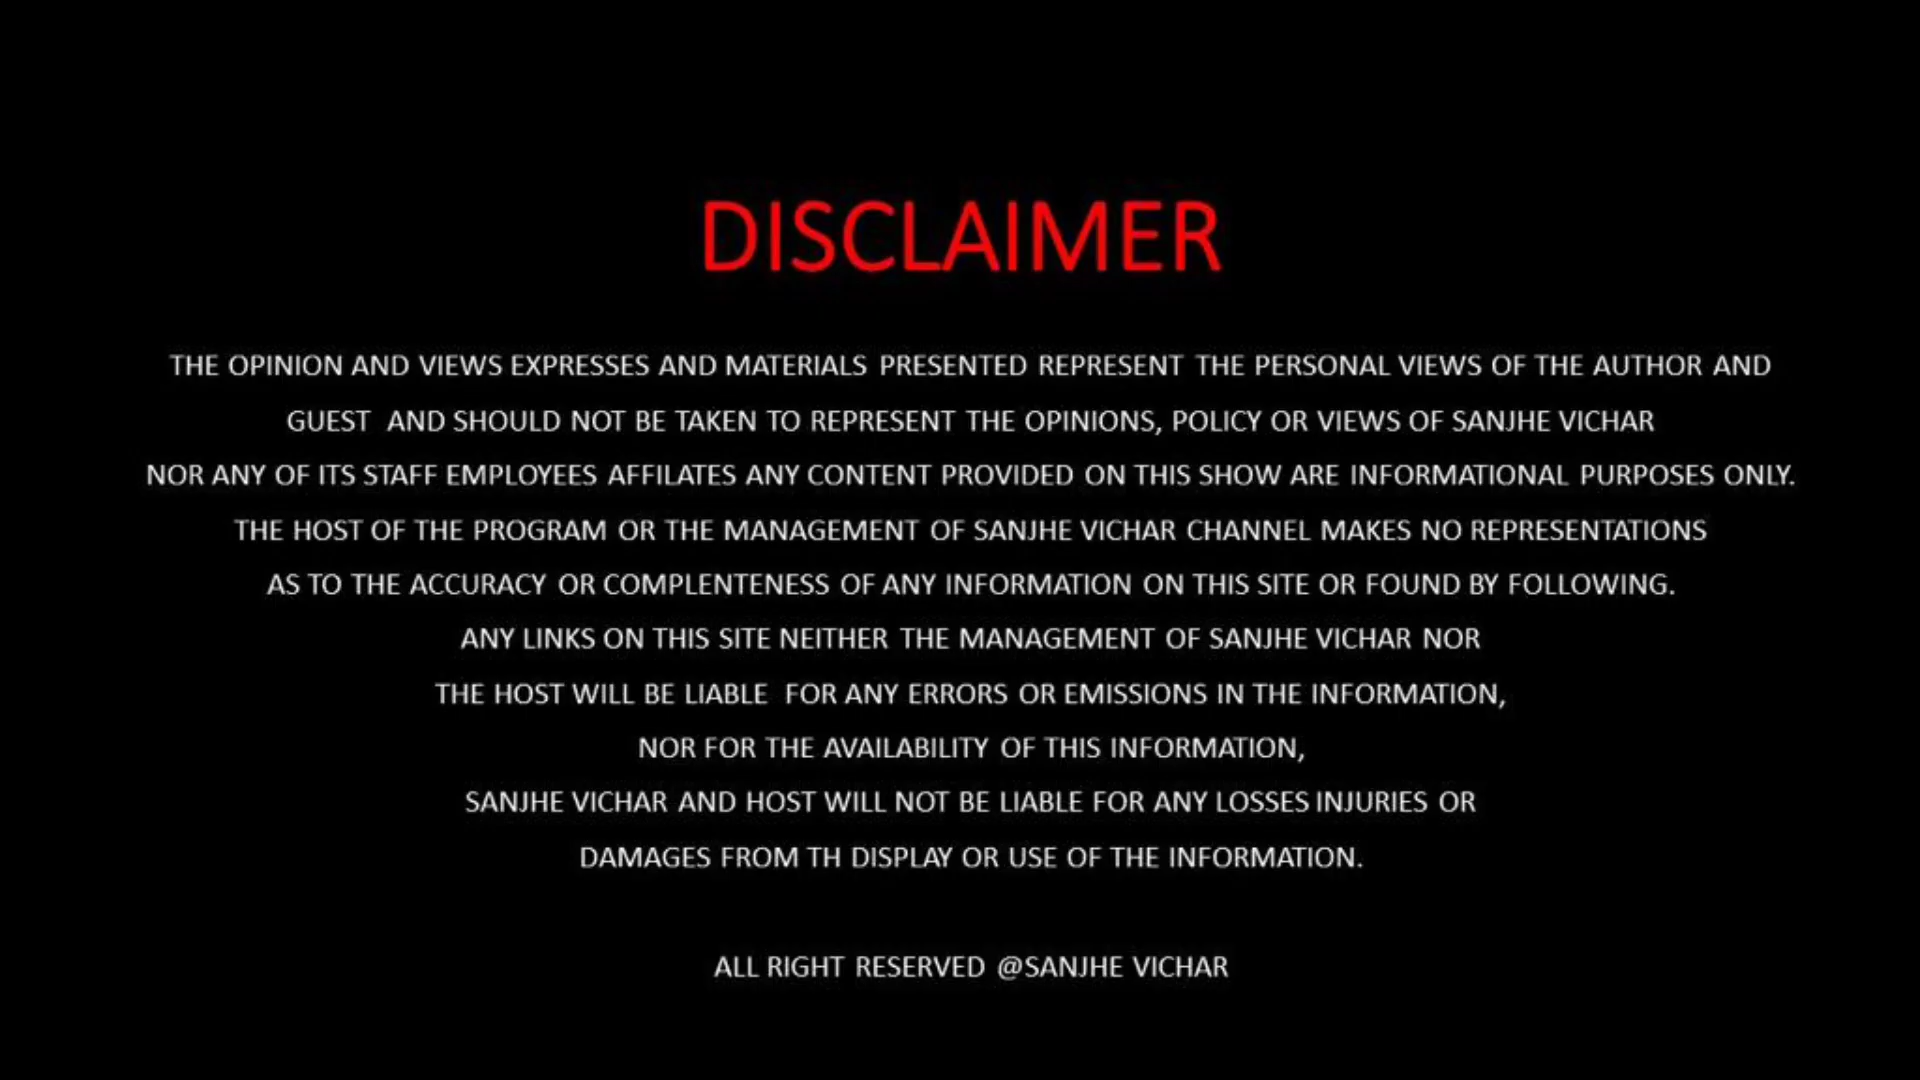 DISCLAIMER
THE OPINION AND VIEWS EXPRESSES AND MATERIALS PRESENTED REPRESENT THE PERSONAL VIEWS OF THE AUTHOR AND
GUEST AND SHOULD NOT BE TAKEN TO REPRESENT THE OPINIONS, POLICY OR VIEWS OF SANJHE VICHAR
NOR ANY OF ITS STAFF EMPLOYEES AFFILATES ANY CONTENT PROVIDED ON THIS SHOW ARE INFORMATIONAL PURPOSES ONLY.
THE HOST OF THE PROGRAM OR THE MANAGEMENT OF SANJHE VICHAR CHANNEL MAKES NO REPRESENTATIONS
AS TO THE ACCURACY OR COMPLENTENESS OF ANY INFORMATION ON THIS SITE OR FOUND BY FOLLOWING.
ANY LINKS ON THIS SITE NEITHER THE MANAGEMENT OF SANJHE VICHAR NOR
THE HOST WILL BE LIABLE FOR ANY ERRORS OR EMISSIONS IN THE INFORMATION,
NOR FOR THE AVAILABILITY OF THIS INFORMATION,
SANJHE VICHAR AND HOST WILL NOT BE LIABLE FOR ANY LOSSES INJURIES OR
DAMAGES FROM TH DISPLAY OR USE OF THE INFORMATION.
ALL RIGHT RESERVED @SANJHE VICHAR